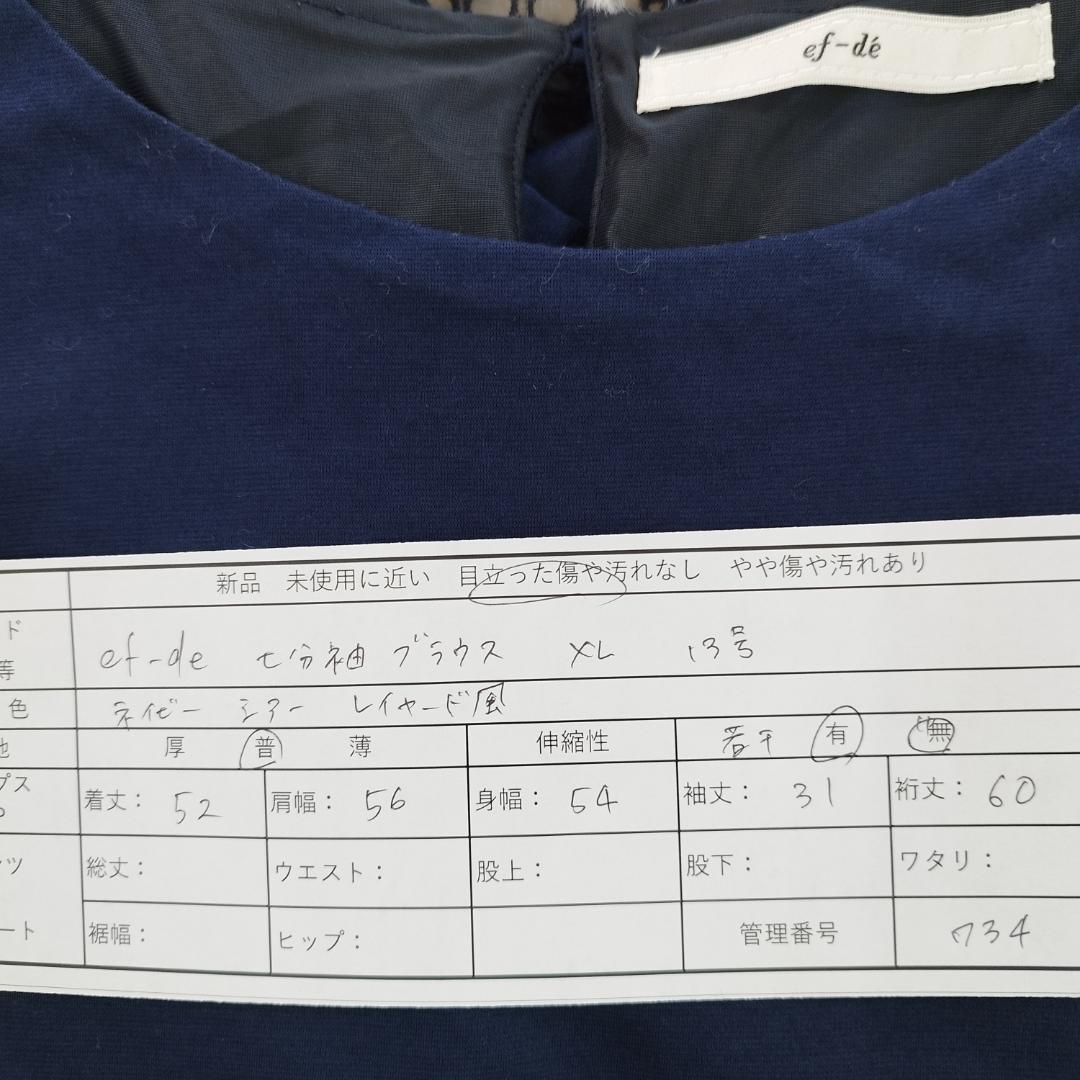 ef-dé
新品 未使用に近い 目立った傷や汚れなし やや傷や汚れあり
ド
等
ef-de 七分袖 ブラウス XL 13号
色
ネイビー シアー レイヤード風
地
厚 普 薄 伸縮性 若干 有 無
プス
着丈: 52 肩幅: 56 身幅: 54 袖丈: 31 裄丈: 60
ツ
総丈: ウエスト: 股上: 股下: ワタリ:
ート
裾幅: ヒップ: 管理番号 734